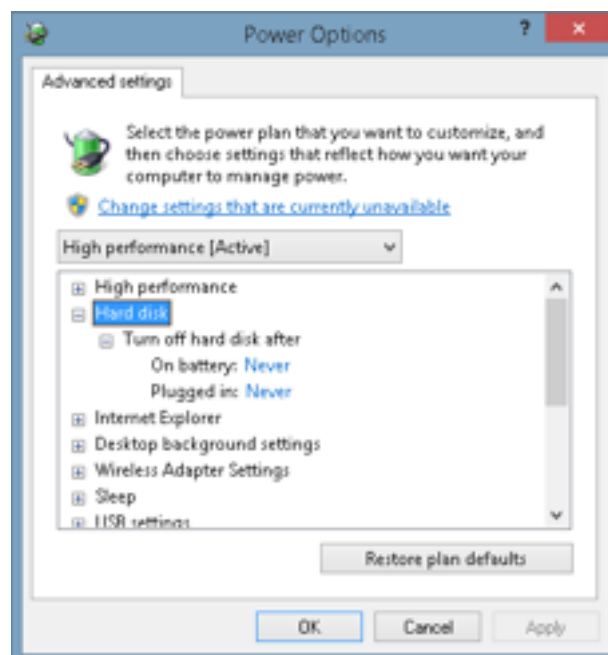 Power Options
?
Advanced settings
Select the power plan that you want to customize, and
then choose settings that reflect how you want your
computer to manage power.
Change settings that are currently unavailable
High performance [Active]
High performance
Hard disk
Turn off hard disk after
On battery: Never
Plugged in: Never
Internet Explorer
Desktop background settings
Wireless Adapter Settings
Sleep
USB settings
Restore plan defaults
OK Cancel Apply